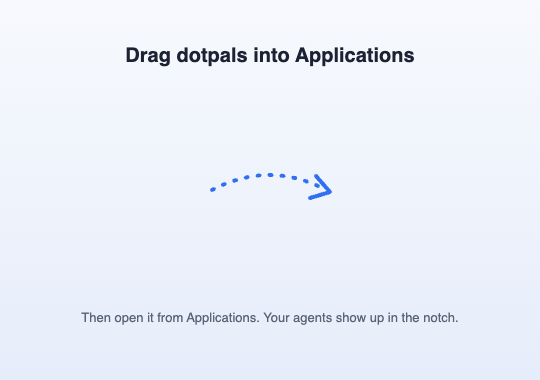 Drag dotpals into Applications
Then open it from Applications. Your agents show up in the notch.